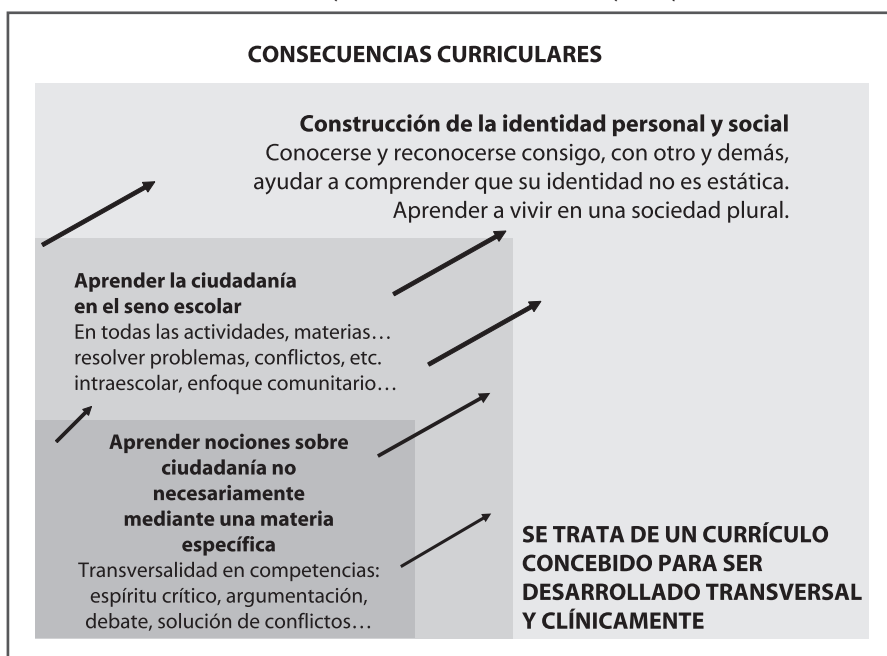 CONSECUENCIAS CURRICULARES
Construcción de la identidad personal y social
Conocerse y reconocerse consigo, con otro y demás,
ayudar a comprender que su identidad no es estática.
Aprender a vivir en una sociedad plural.
Aprender la ciudadanía
en el seno escolar
En todas las actividades, materias…
resolver problemas, conflictos, etc.
intraescolar, enfoque comunitario…
Aprender nociones sobre
ciudadanía no
necesariamente
mediante una materia
específica
Transversalidad en competencias:
espíritu crítico, argumentación,
debate, solución de conflictos…
SE TRATA DE UN CURRÍCULO
CONCEBIDO PARA SER
DESARROLLADO TRANSVERSAL
Y CLÍNICAMENTE